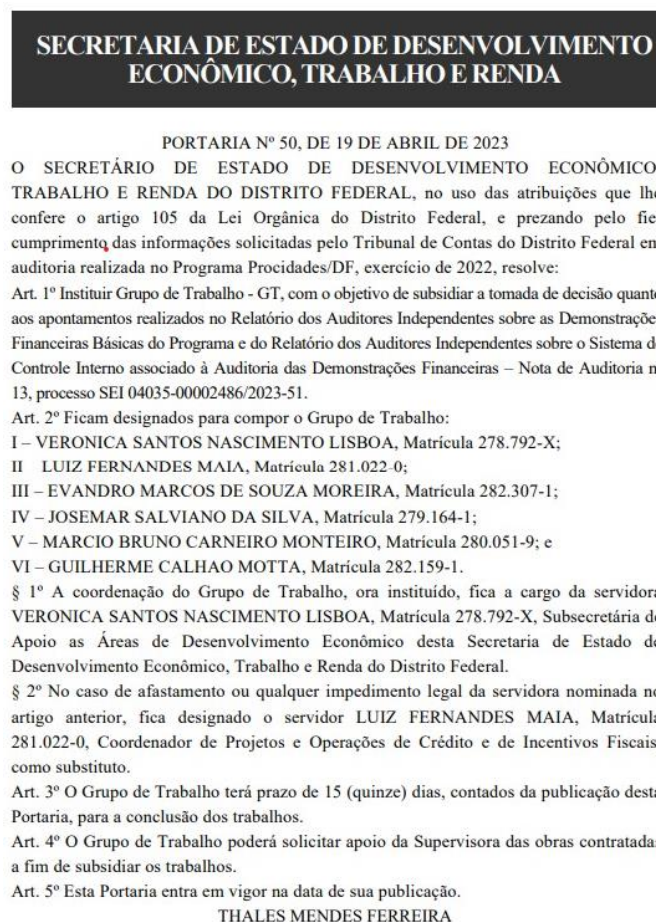 SECRETARIA DE ESTADO DE DESENVOLVIMENTO
ECONÔMICO, TRABALHO E RENDA
PORTARIA Nº 50, DE 19 DE ABRIL DE 2023
O SECRETÁRIO DE ESTADO DE DESENVOLVIMENTO ECONÔMICO
TRABALHO E RENDA DO DISTRITO FEDERAL, no uso das atribuições que lhe
confere o artigo 105 da Lei Orgânica do Distrito Federal, e prezando pelo fie
cumprimento das informações solicitadas pelo Tribunal de Contas do Distrito Federal em
auditoria realizada no Programa Procidades/DF, exercício de 2022, resolve:
Art. 1º Instituir Grupo de Trabalho - GT, com o objetivo de subsidiar a tomada de decisão quanto
aos apontamentos realizados no Relatório dos Auditores Independentes sobre as Demonstraçõe
Financeiras Básicas do Programa e do Relatório dos Auditores Independentes sobre o Sistema de
Controle Interno associado à Auditoria das Demonstrações Financeiras – Nota de Auditoria n
13, processo SEI 04035-00002486/2023-51.
Art. 2º Ficam designados para compor o Grupo de Trabalho:
I – VERONICA SANTOS NASCIMENTO LISBOA, Matrícula 278.792-X;
II LUIZ FERNANDES MAIA, Matrícula 281.022-0;
III – EVANDRO MARCOS DE SOUZA MOREIRA, Matrícula 282.307-1;
IV – JOSEMAR SALVIANO DA SILVA, Matrícula 279.164-1;
V – MARCIO BRUNO CARNEIRO MONTEIRO, Matrícula 280.051-9; e
VI – GUILHERME CALHAO MOTTA, Matrícula 282.159-1.
§ 1º A coordenação do Grupo de Trabalho, ora instituído, fica a cargo da servidora
VERONICA SANTOS NASCIMENTO LISBOA, Matrícula 278.792-X, Subsecretária de
Apoio as Áreas de Desenvolvimento Econômico desta Secretaria de Estado de
Desenvolvimento Econômico, Trabalho e Renda do Distrito Federal.
§ 2º No caso de afastamento ou qualquer impedimento legal da servidora nominada no
artigo anterior, fica designado o servidor LUIZ FERNANDES MAIA, Matrícula
281.022-0, Coordenador de Projetos e Operações de Crédito e de Incentivos Fiscais
como substituto.
Art. 3º O Grupo de Trabalho terá prazo de 15 (quinze) dias, contados da publicação desta
Portaria, para a conclusão dos trabalhos.
Art. 4º O Grupo de Trabalho poderá solicitar apoio da Supervisora das obras contratada
a fim de subsidiar os trabalhos.
Art. 5º Esta Portaria entra em vigor na data de sua publicação.
THALES MENDES FERREIRA